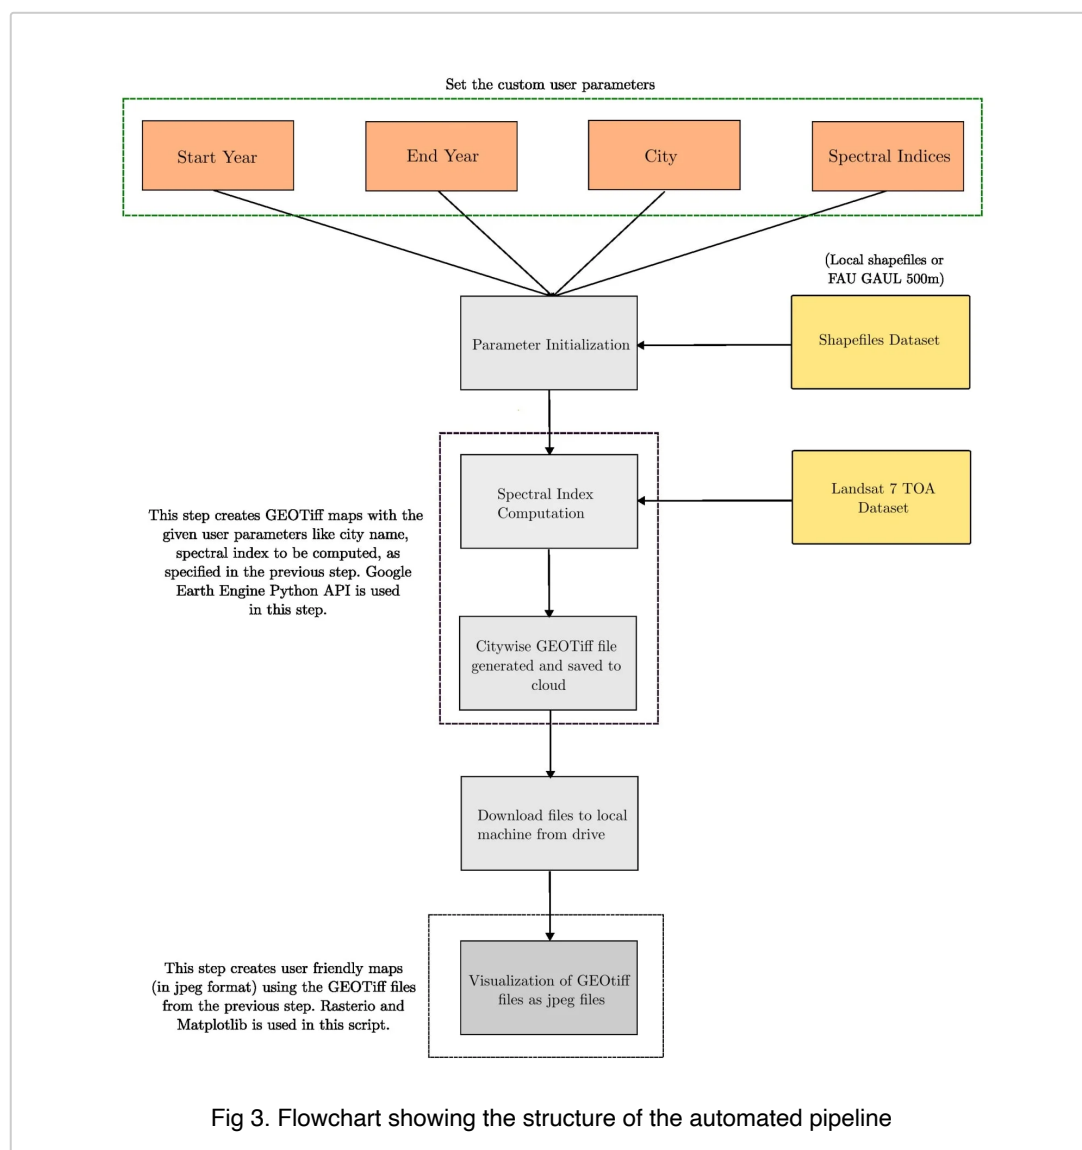 Set the custom user parameters
Start Year
End Year
City
Spectral Indices
(Local shapefiles or
FAU GAUL 500m)
Parameter Initialization
Shapefiles Dataset
Spectral Index
Computation
Landsat 7 TOA
Dataset
This step creates GEOTiff maps with the
given user parameters like city name,
spectral index to be computed, as
specified in the previous step. Google
Earth Engine Python API is used
in this step.
Citywise GEOTiff file
generated and saved to
cloud
Download files to local
machine from drive
This step creates user friendly maps
(in jpeg format) using the GEOTiff files
from the previous step. Rasterio and
Matplotlib is used in this script.
Visualization of GEOtiff
files as jpeg files
Fig 3. Flowchart showing the structure of the automated pipeline